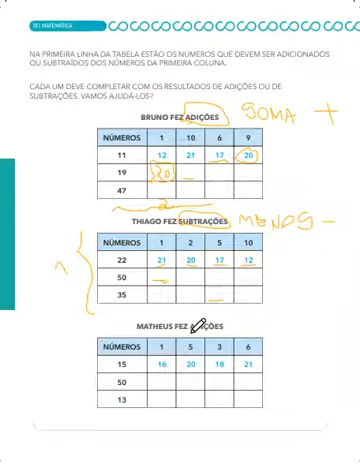 18 | MATEMÁTICA
NA PRIMEIRA LINHA DA TABELA ESTÃO OS NÚMEROS QUE DEVEM SER ADICIONADOS
OU SUBTRAÍDOS DOS NÚMEROS DA PRIMEIRA COLUNA.
CADA UM DEVE COMPLETAR COM OS RESULTADOS DE ADIÇÕES OU DE
SUBTRAÇÕES. VAMOS AJUDÁ-LOS?
BRUNO FEZ ADIÇÕES SOMA +
NÚMEROS 1 10 6 9
11 12 21 17 20
19 20
47
2
THIAGO FEZ SUBTRAÇÕES MENOS -
NÚMEROS 1 2 5 10
22 21 20 17 12
50
35
MATHEUS FEZ ADIÇÕES
NÚMEROS 1 5 3 6
15 16 20 18 21
50
13